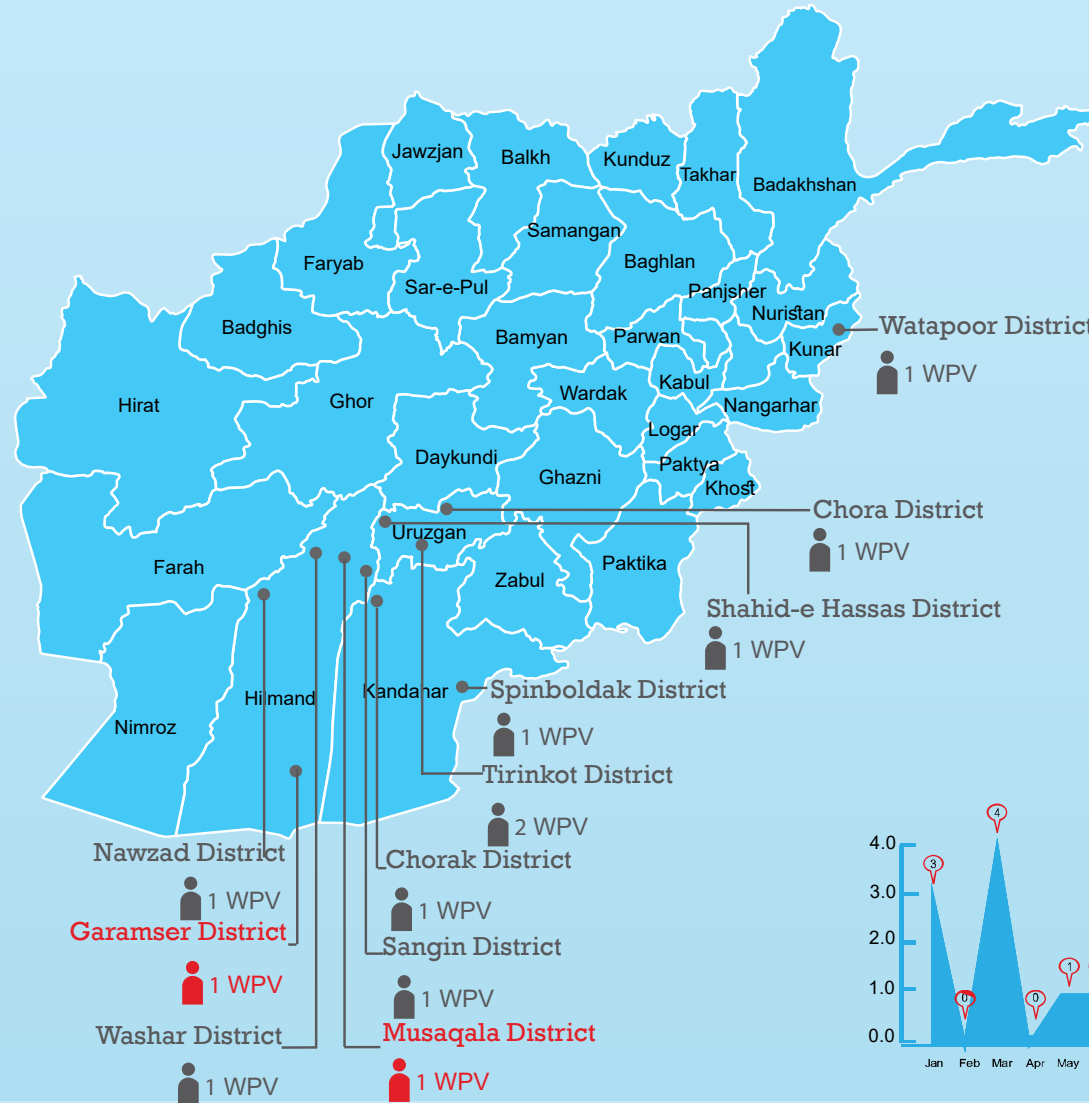 Jawzjan
Balkh
Kunduz
Takhar
Badakhshan
Samangan
Faryab
Baghlan
Sar-e-Pul
Panjsher
Nuristan
Badghis
Bamyan
Parwan
Kunar
Watapoor District
1 WPV
Hirat
Ghor
Wardak
Kabul
Nangarhar
Logar
Daykundi
Ghazni
Paktya
Khost
Chora District
1 WPV
Uruzgan
Farah
Zabul
Paktika
Shahid-e Hassas District
1 WPV
Nimroz
Hilmand
Kandahar
Spinboldak District
1 WPV
Tirinkot District
2 WPV
Nawzad District
1 WPV
Chorak District
1 WPV
Garamser District
1 WPV
Sangin District
1 WPV
Washar District
1 WPV
Musaqala District
1 WPV
4.0
3.0
2.0
1.0
0.0
3
0
4
0
1
Jan Feb Mar Apr May